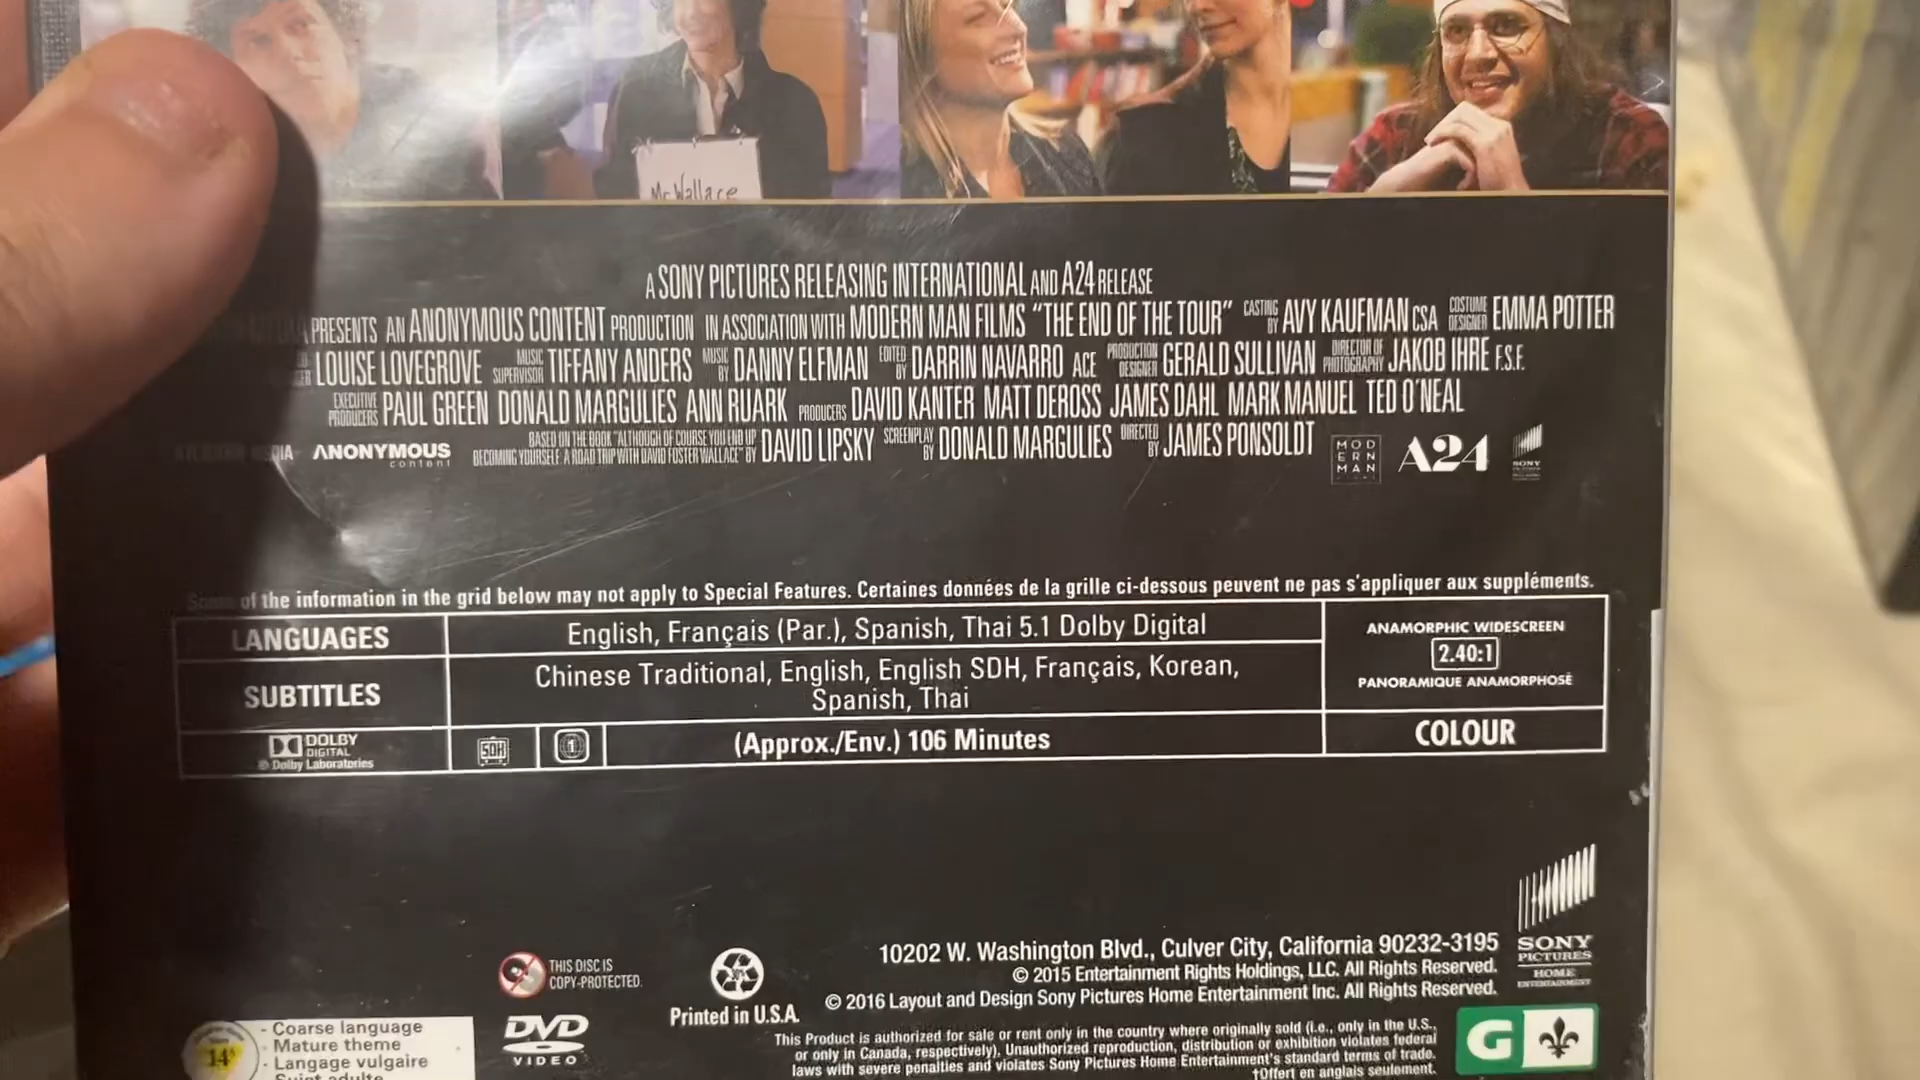 Mr. Wallace
A SONY PICTURES RELEASING INTERNATIONAL AND A24 RELEASE
PRESENTS AN ANONYMOUS CONTENT PRODUCTION IN ASSOCIATION WITH MODERN MAN FILMS "THE END OF THE TOUR" CASTING BY AVY KAUFMAN CSA COSTUME DESIGNER EMMA POTTER
LOUISE LOVEGROVE MUSIC SUPERVISOR TIFFANY ANDERS MUSIC BY DANNY ELFMAN EDITED BY DARRIN NAVARRO ACE PRODUCTION DESIGNER GERALD SULLIVAN DIRECTOR OF PHOTOGRAPHY JAKOB IHRE F.S.F.
EXECUTIVE PRODUCERS PAUL GREEN DONALD MARGULIES ANN RUARK PRODUCERS DAVID KANTER MATT DEROSS JAMES DAHL MARK MANUEL TED O'NEAL
ANONYMOUS content BASED ON THE BOOK "ALTHOUGH OF COURSE YOU END UP BECOMING YOURSELF: A ROAD TRIP WITH DAVID FOSTER WALLACE" BY DAVID LIPSKY SCREENPLAY BY DONALD MARGULIES DIRECTED BY JAMES PONSOLDT MODERN MAN A24 SONY
Some of the information in the grid below may not apply to Special Features. Certaines données de la grille ci-dessous peuvent ne pas s'appliquer aux suppléments.
LANGUAGES English, Français (Par.), Spanish, Thai 5.1 Dolby Digital
SUBTITLES Chinese Traditional, English, English SDH, Français, Korean,
Spanish, Thai
ANAMORPHIC WIDESCREEN
2.40:1
PANORAMIQUE ANAMORPHOSÉ
DOLBY
DIGITAL
© Dolby Laboratories
SDH 1 (Approx./Env.) 106 Minutes COLOUR
THIS DISC IS
COPY-PROTECTED.
Printed in U.S.A.
DVD
VIDEO
10202 W. Washington Blvd., Culver City, California 90232-3195
© 2015 Entertainment Rights Holdings, LLC. All Rights Reserved.
© 2016 Layout and Design Sony Pictures Home Entertainment Inc. All Rights Reserved.
SONY
PICTURES
HOME
ENTERTAINMENT
This Product is authorized for sale or rent only in the country where originally sold (i.e., only in the U.S.,
or only in Canada, respectively). Unauthorized reproduction, distribution or exhibition violates federal
laws with severe penalties and violates Sony Pictures Home Entertainment's standard terms of trade.
†Offert en anglais seulement.
G
14
- Coarse language
- Mature theme
- Langage vulgaire